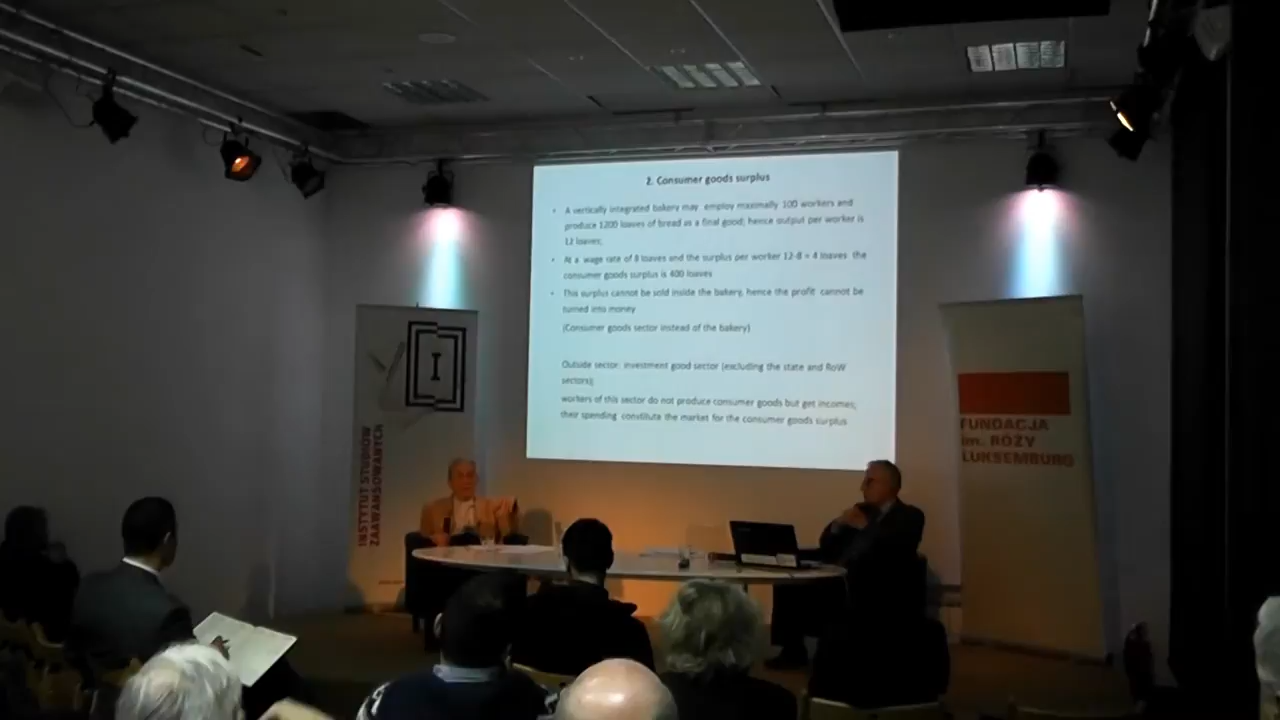 2. Consumer goods surplus
• A vertically integrated bakery may employ maximally 100 workers and
produce 1200 loaves of bread as a final good; hence output per worker is
12 loaves;
• At a wage rate of 8 loaves and the surplus per worker 12-8 = 4 loaves the
consumer goods surplus is 400 loaves
• This surplus cannot be sold inside the bakery, hence the profit cannot be
turned into money
(Consumer goods sector instead of the bakery)
Outside sector: investment good sector (excluding the state and RoW
sectors);
workers of this sector do not produce consumer goods but get incomes;
their spending constitute the market for the consumer goods surplus
I
INSTYTUT STUDIÓW
ZAAWANSOWANYCH
FUNDACJA
im. RÓŻY
LUKSEMBURG